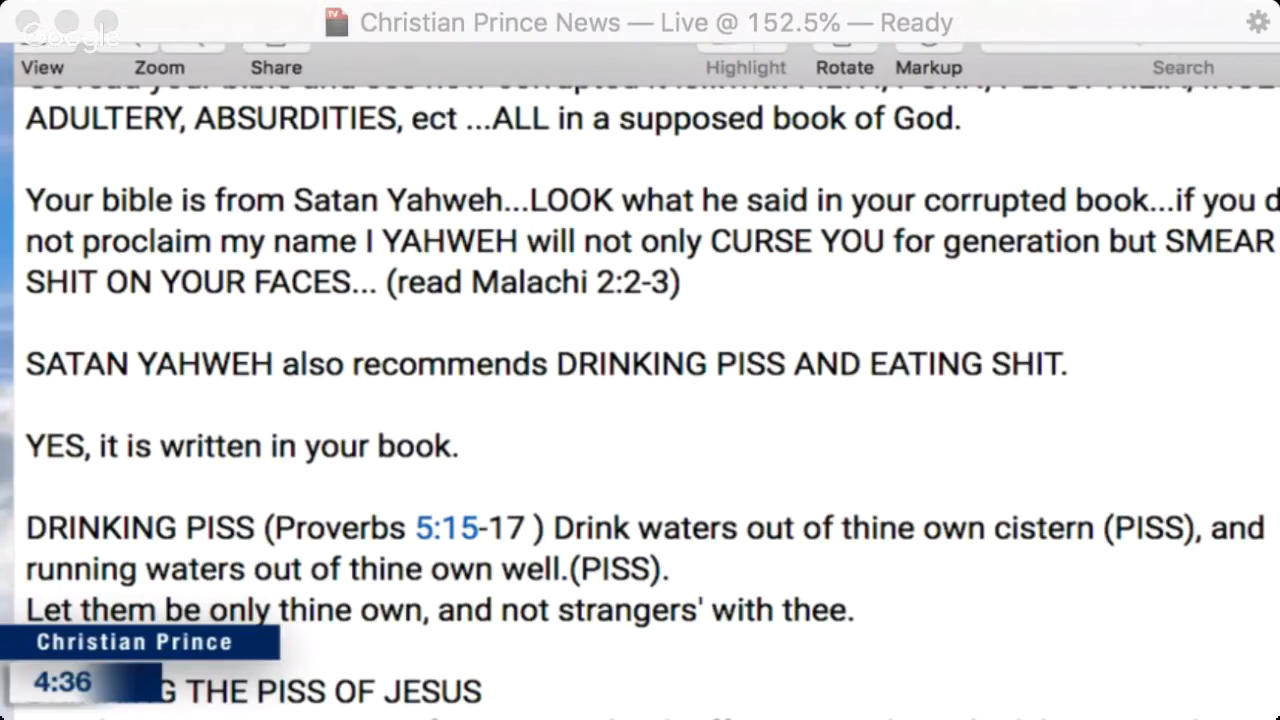 Christian Prince News — Live @ 152.5% — Ready
Google
View Zoom Share Highlight Rotate Markup Search
ADULTERY, ABSURDITIES, ect ...ALL in a supposed book of God.
Your bible is from Satan Yahweh...LOOK what he said in your corrupted book...if you d
not proclaim my name I YAHWEH will not only CURSE YOU for generation but SMEAR
SHIT ON YOUR FACES... (read Malachi 2:2-3)
SATAN YAHWEH also recommends DRINKING PISS AND EATING SHIT.
YES, it is written in your book.
DRINKING PISS (Proverbs 5:15-17 ) Drink waters out of thine own cistern (PISS), and
running waters out of thine own well.(PISS).
Let them be only thine own, and not strangers' with thee.
Christian Prince
4:36
G THE PISS OF JESUS